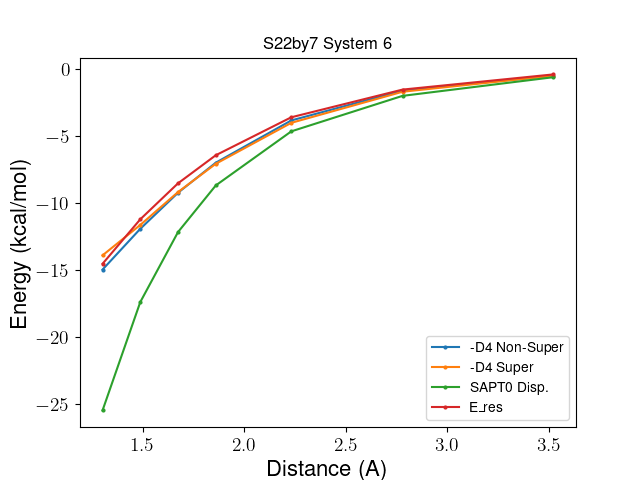 S22by7 System 6
Energy (kcal/mol)
0
−5
−10
−15
−20
−25
1.5
2.0
2.5
3.0
3.5
Distance (A)
-D4 Non-Super
-D4 Super
SAPT0 Disp.
E_res